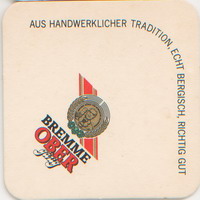 AUS HANDWERKLICHER TRADITION, ECHT BERGISCH, RICHTIG GUT
BREMME
OBER